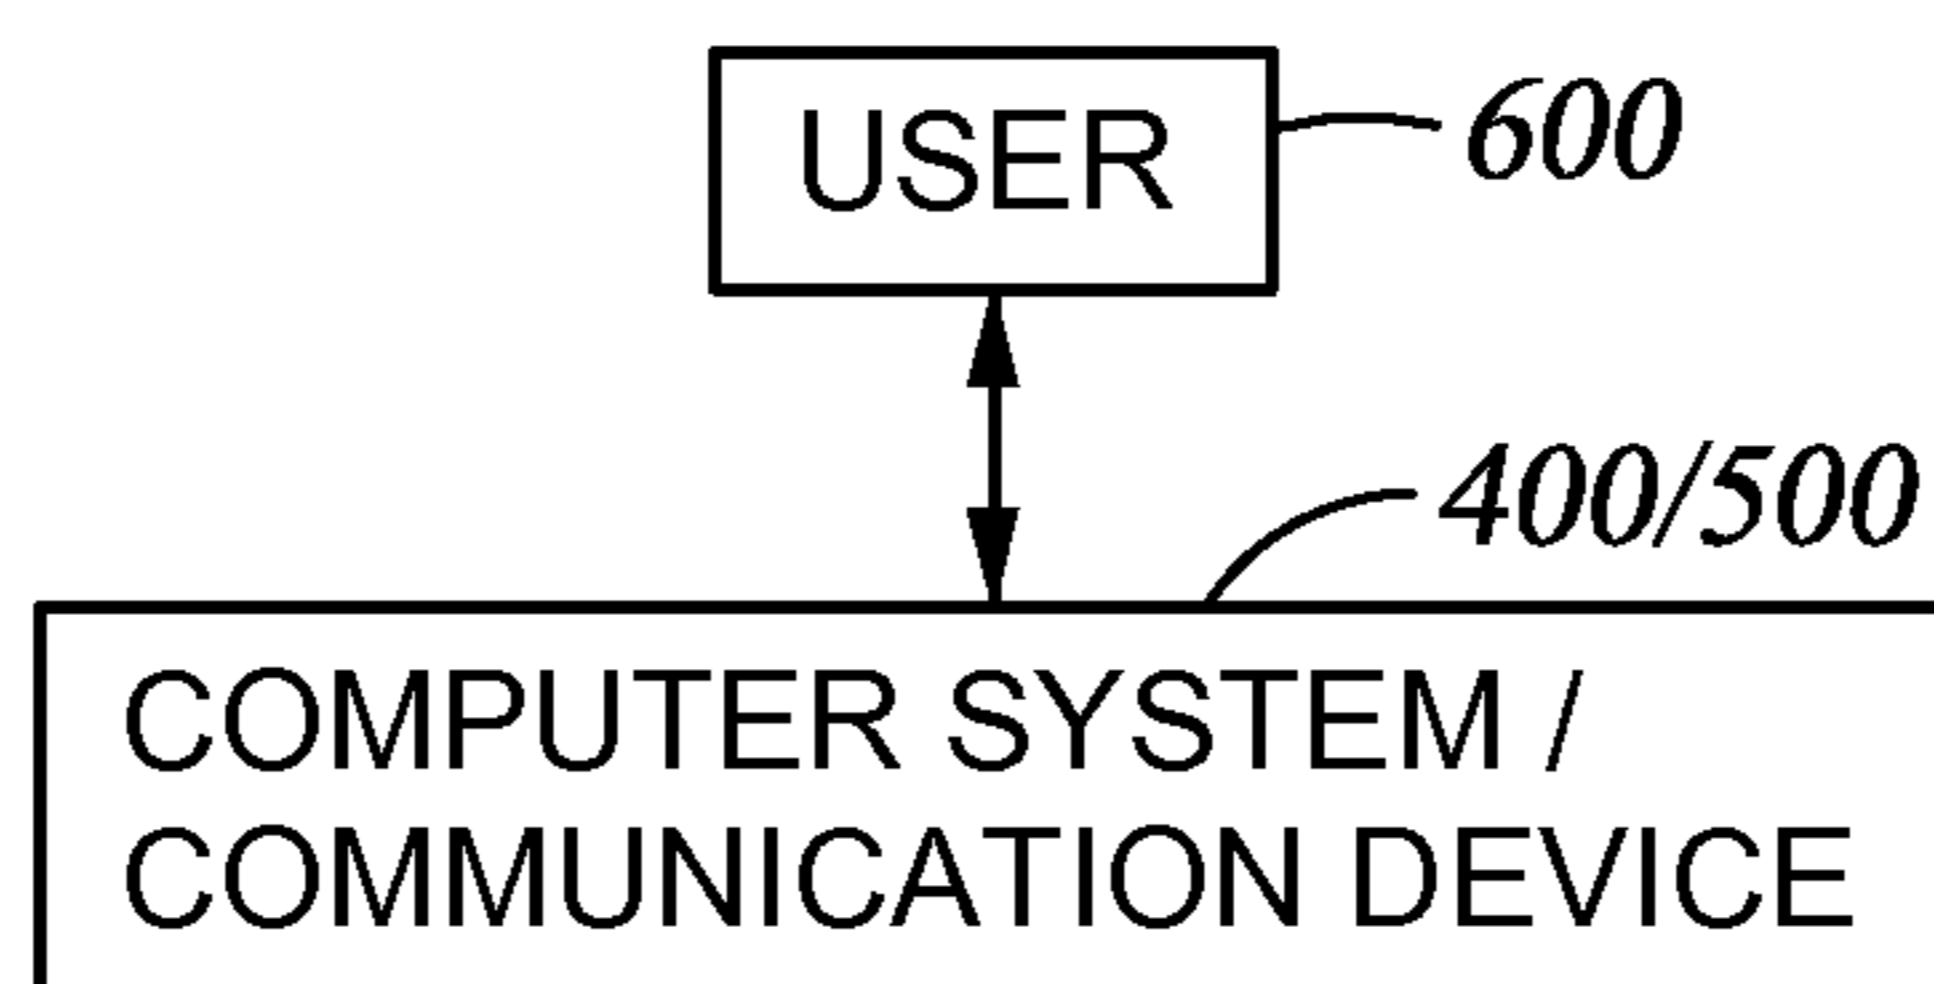 USER
600
400/500
COMPUTER SYSTEM /
COMMUNICATION DEVICE